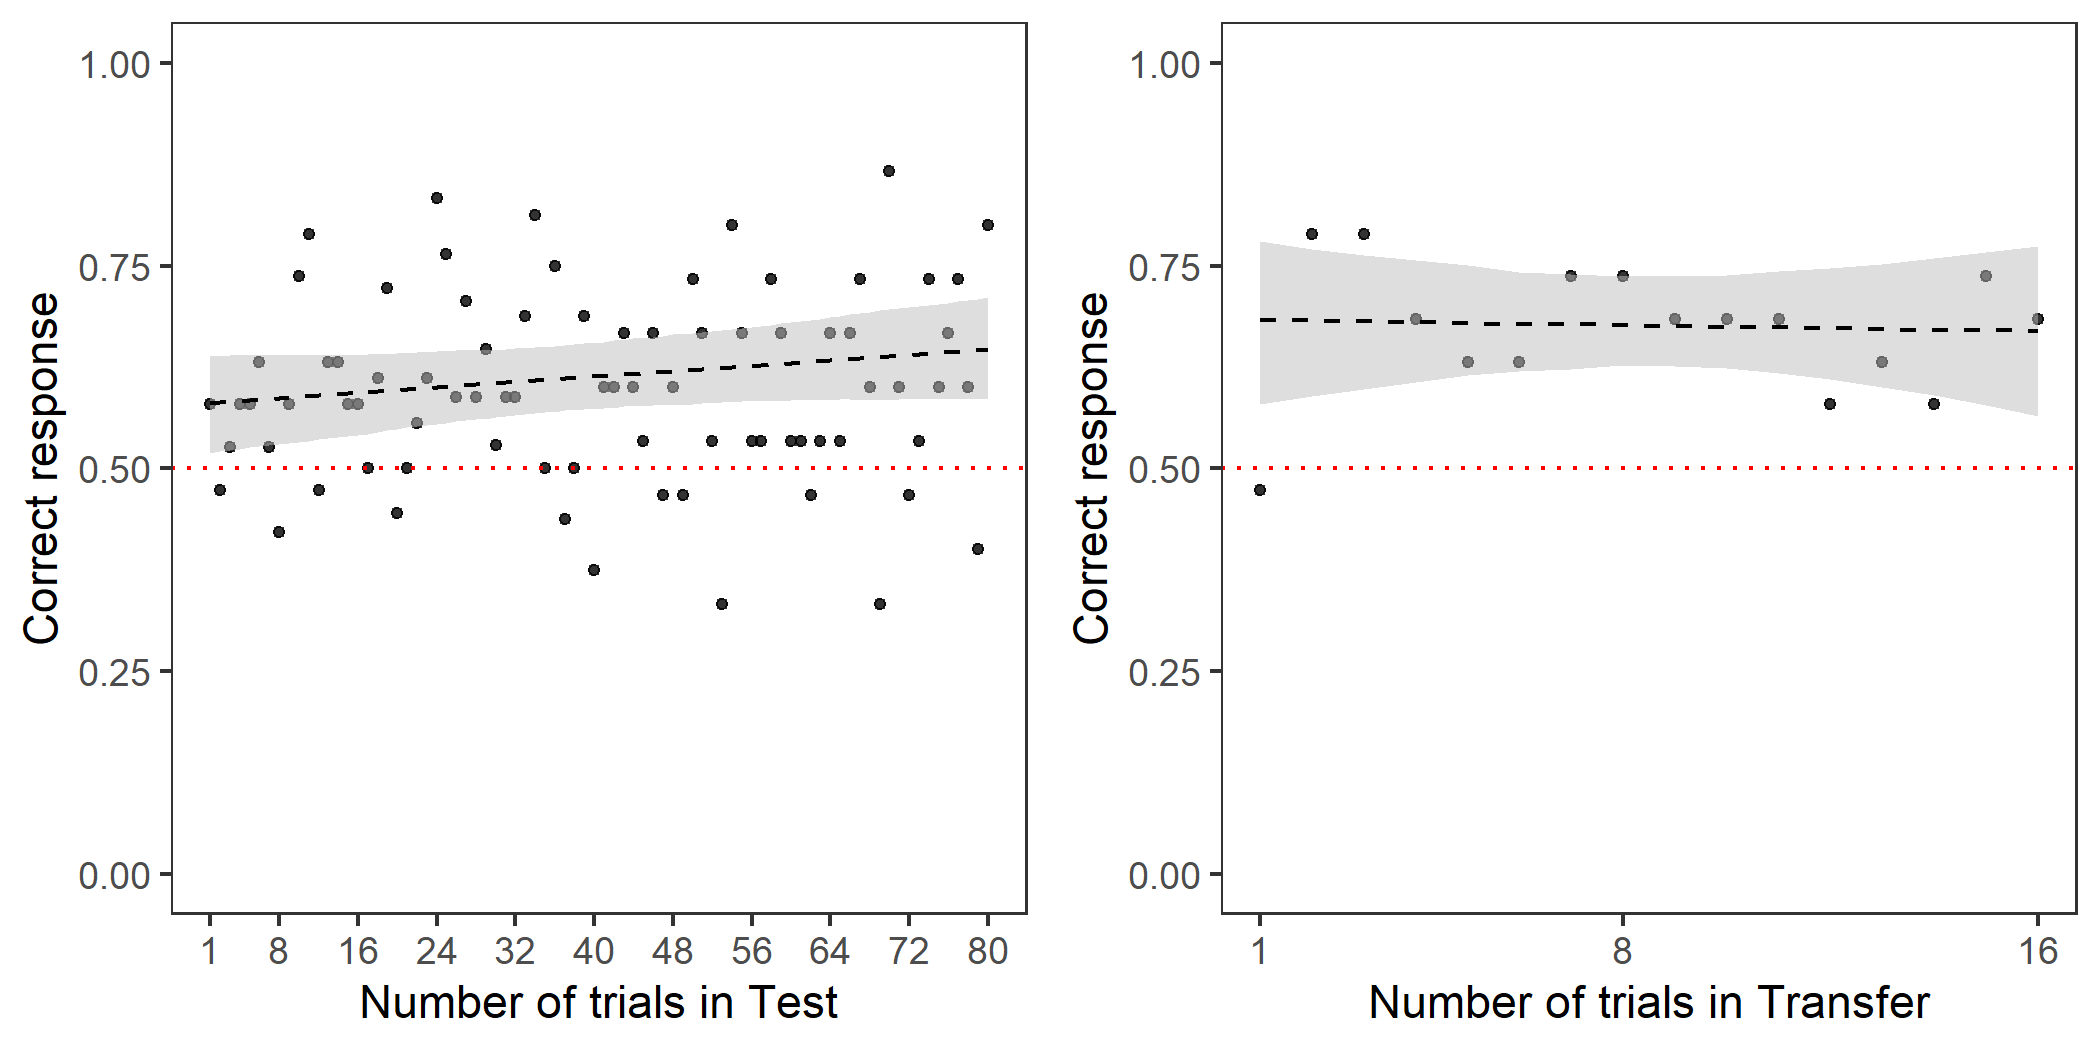 Correct response
1.00
0.75
0.50
0.25
0.00
1 8 16 24 32 40 48 56 64 72 80
Number of trials in Test
Correct response
1.00
0.75
0.50
0.25
0.00
1 8 16
Number of trials in Transfer